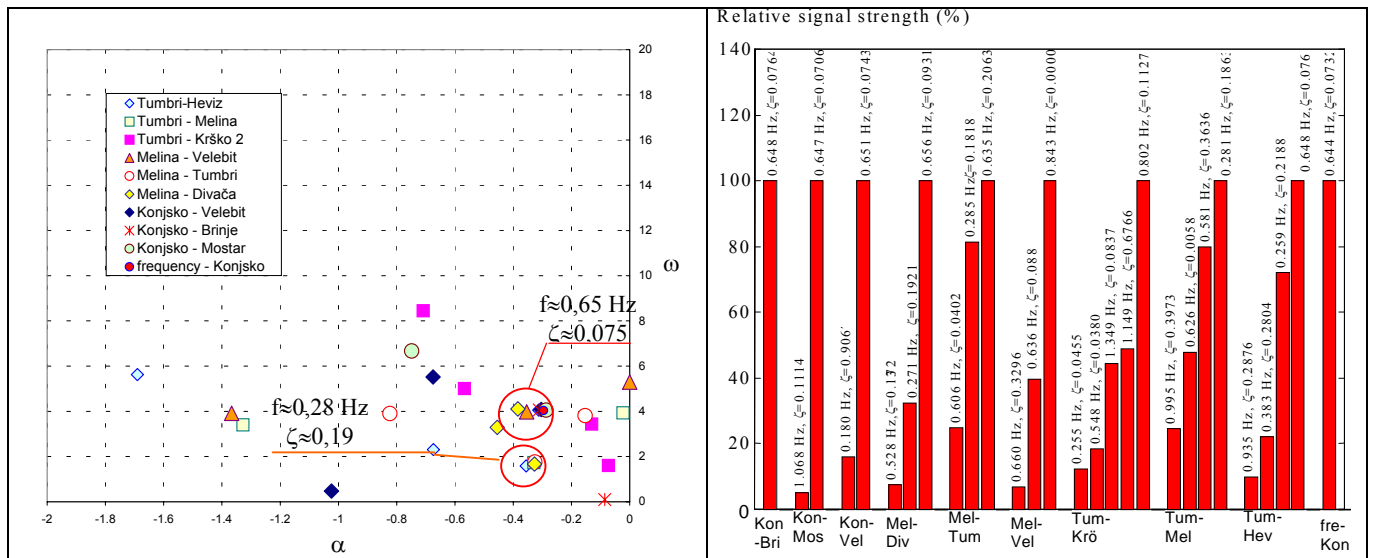 20
18
16
14
12
10
8
6
4
2
0
ω
Tumbri-Heviz
Tumbri - Melina
Tumbri - Krško 2
Melina - Velebit
Melina - Tumbri
Melina - Divača
Konjsko - Velebit
Konjsko - Brinje
Konjsko - Mostar
frequency - Konjsko
f≈0,65 Hz
ζ≈0,075
f≈0,28 Hz
ζ≈0,19
-2 -1.8 -1.6 -1.4 -1.2 -1 -0.8 -0.6 -0.4 -0.2 0
α
Relative signal strength (%)
140
120
100
80
60
40
20
0
0.648 Hz, ζ=0.0764
1.068 Hz, ζ=0.1114
0.647 Hz, ζ=0.0706
0.180 Hz, ζ=0.906
0.651 Hz, ζ=0.0743
0.528 Hz, ζ=0.1372
0.271 Hz, ζ=0.1921
0.656 Hz, ζ=0.0931
0.606 Hz, ζ=0.0402
0.285 Hz, ζ=0.1818
0.635 Hz, ζ=0.2063
0.660 Hz, ζ=0.3296
0.636 Hz, ζ=0.088
0.843 Hz, ζ=0.0000
0.255 Hz, ζ=0.0455
0.548 Hz, ζ=0.0380
1.349 Hz, ζ=0.0837
1.149 Hz, ζ=0.6766
0.802 Hz, ζ=0.1127
0.995 Hz, ζ=0.3973
0.626 Hz, ζ=0.0058
0.581 Hz, ζ=0.3636
0.281 Hz, ζ=0.186
0.935 Hz, ζ=0.2876
0.383 Hz, ζ=0.2804
0.259 Hz, ζ=0.2188
0.648 Hz, ζ=0.076
0.644 Hz, ζ=0.0732
Kon-Bri
Kon-Mos
Kon-Vel
Mel-Div
Mel-Tum
Mel-Vel
Tum-Krö
Tum-Mel
Tum-Hev
fre-Kon